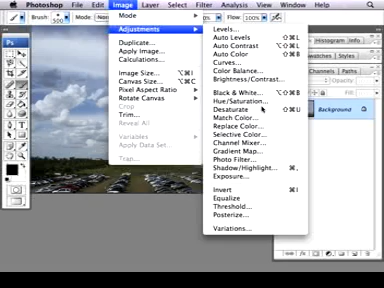 Photoshop File Edit Image Layer Select Filter View Window
Brush: 500 Mode: Flow: 100%
Mode
Adjustments
Duplicate...
Apply Image...
Calculations...
Image Size... ⌥⌘I
Canvas Size... ⌥⌘C
Pixel Aspect Ratio
Rotate Canvas
Crop
Trim...
Reveal All
Variables
Apply Data Set...
Trap...
Levels...
Auto Levels ⇧⌘L
Auto Contrast ⌥⇧⌘L
Auto Color ⇧⌘B
Curves...
Color Balance...
Brightness/Contrast...
Black & White... ⌥⇧⌘B
Hue/Saturation...
Desaturate ⇧⌘U
Match Color...
Replace Color...
Selective Color...
Channel Mixer...
Gradient Map...
Photo Filter...
Shadow/Highlight...
Exposure...
Invert ⌘I
Equalize
Threshold...
Posterize...
Variations...
Ps
Histogram Info
Swatches Styles
Channels Paths
Opacity:
Fill:
Background